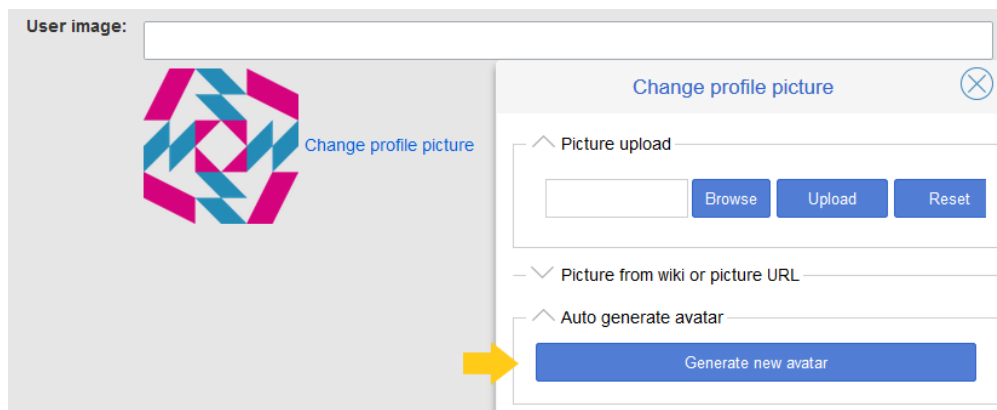 User image:
Change profile picture
Change profile picture
Picture upload
Browse Upload Reset
Picture from wiki or picture URL
Auto generate avatar
Generate new avatar